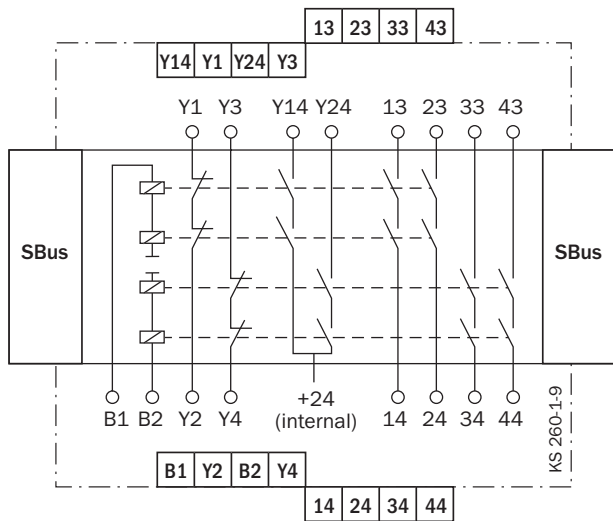 13 23 33 43
Y14 Y1 Y24 Y3
Y1 Y3 Y14 Y24 13 23 33 43
SBus
SBus
B1 B2 Y2 Y4 +24 14 24 34 44
(internal)
KS 260-1-9
B1 Y2 B2 Y4
14 24 34 44